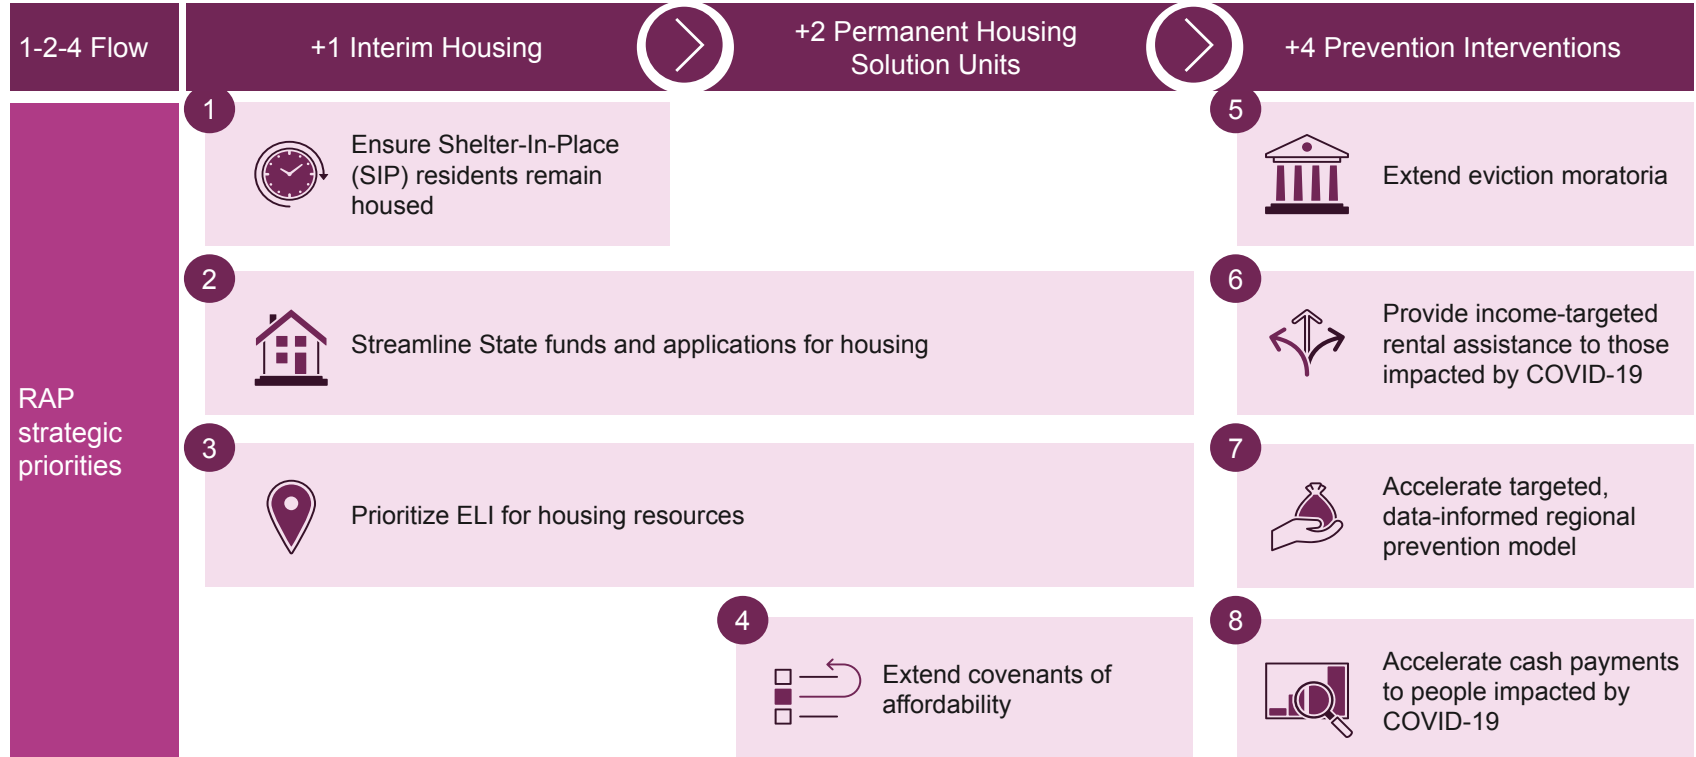 1-2-4 Flow
+1 Interim Housing
+2 Permanent Housing
Solution Units
+4 Prevention Interventions
RAP
strategic
priorities
1
Ensure Shelter-In-Place
(SIP) residents remain
housed
2
Streamline State funds and applications for housing
3
Prioritize ELI for housing resources
4
Extend covenants of
affordability
5
Extend eviction moratoria
6
Provide income-targeted
rental assistance to those
impacted by COVID-19
7
Accelerate targeted,
data-informed regional
prevention model
8
Accelerate cash payments
to people impacted by
COVID-19